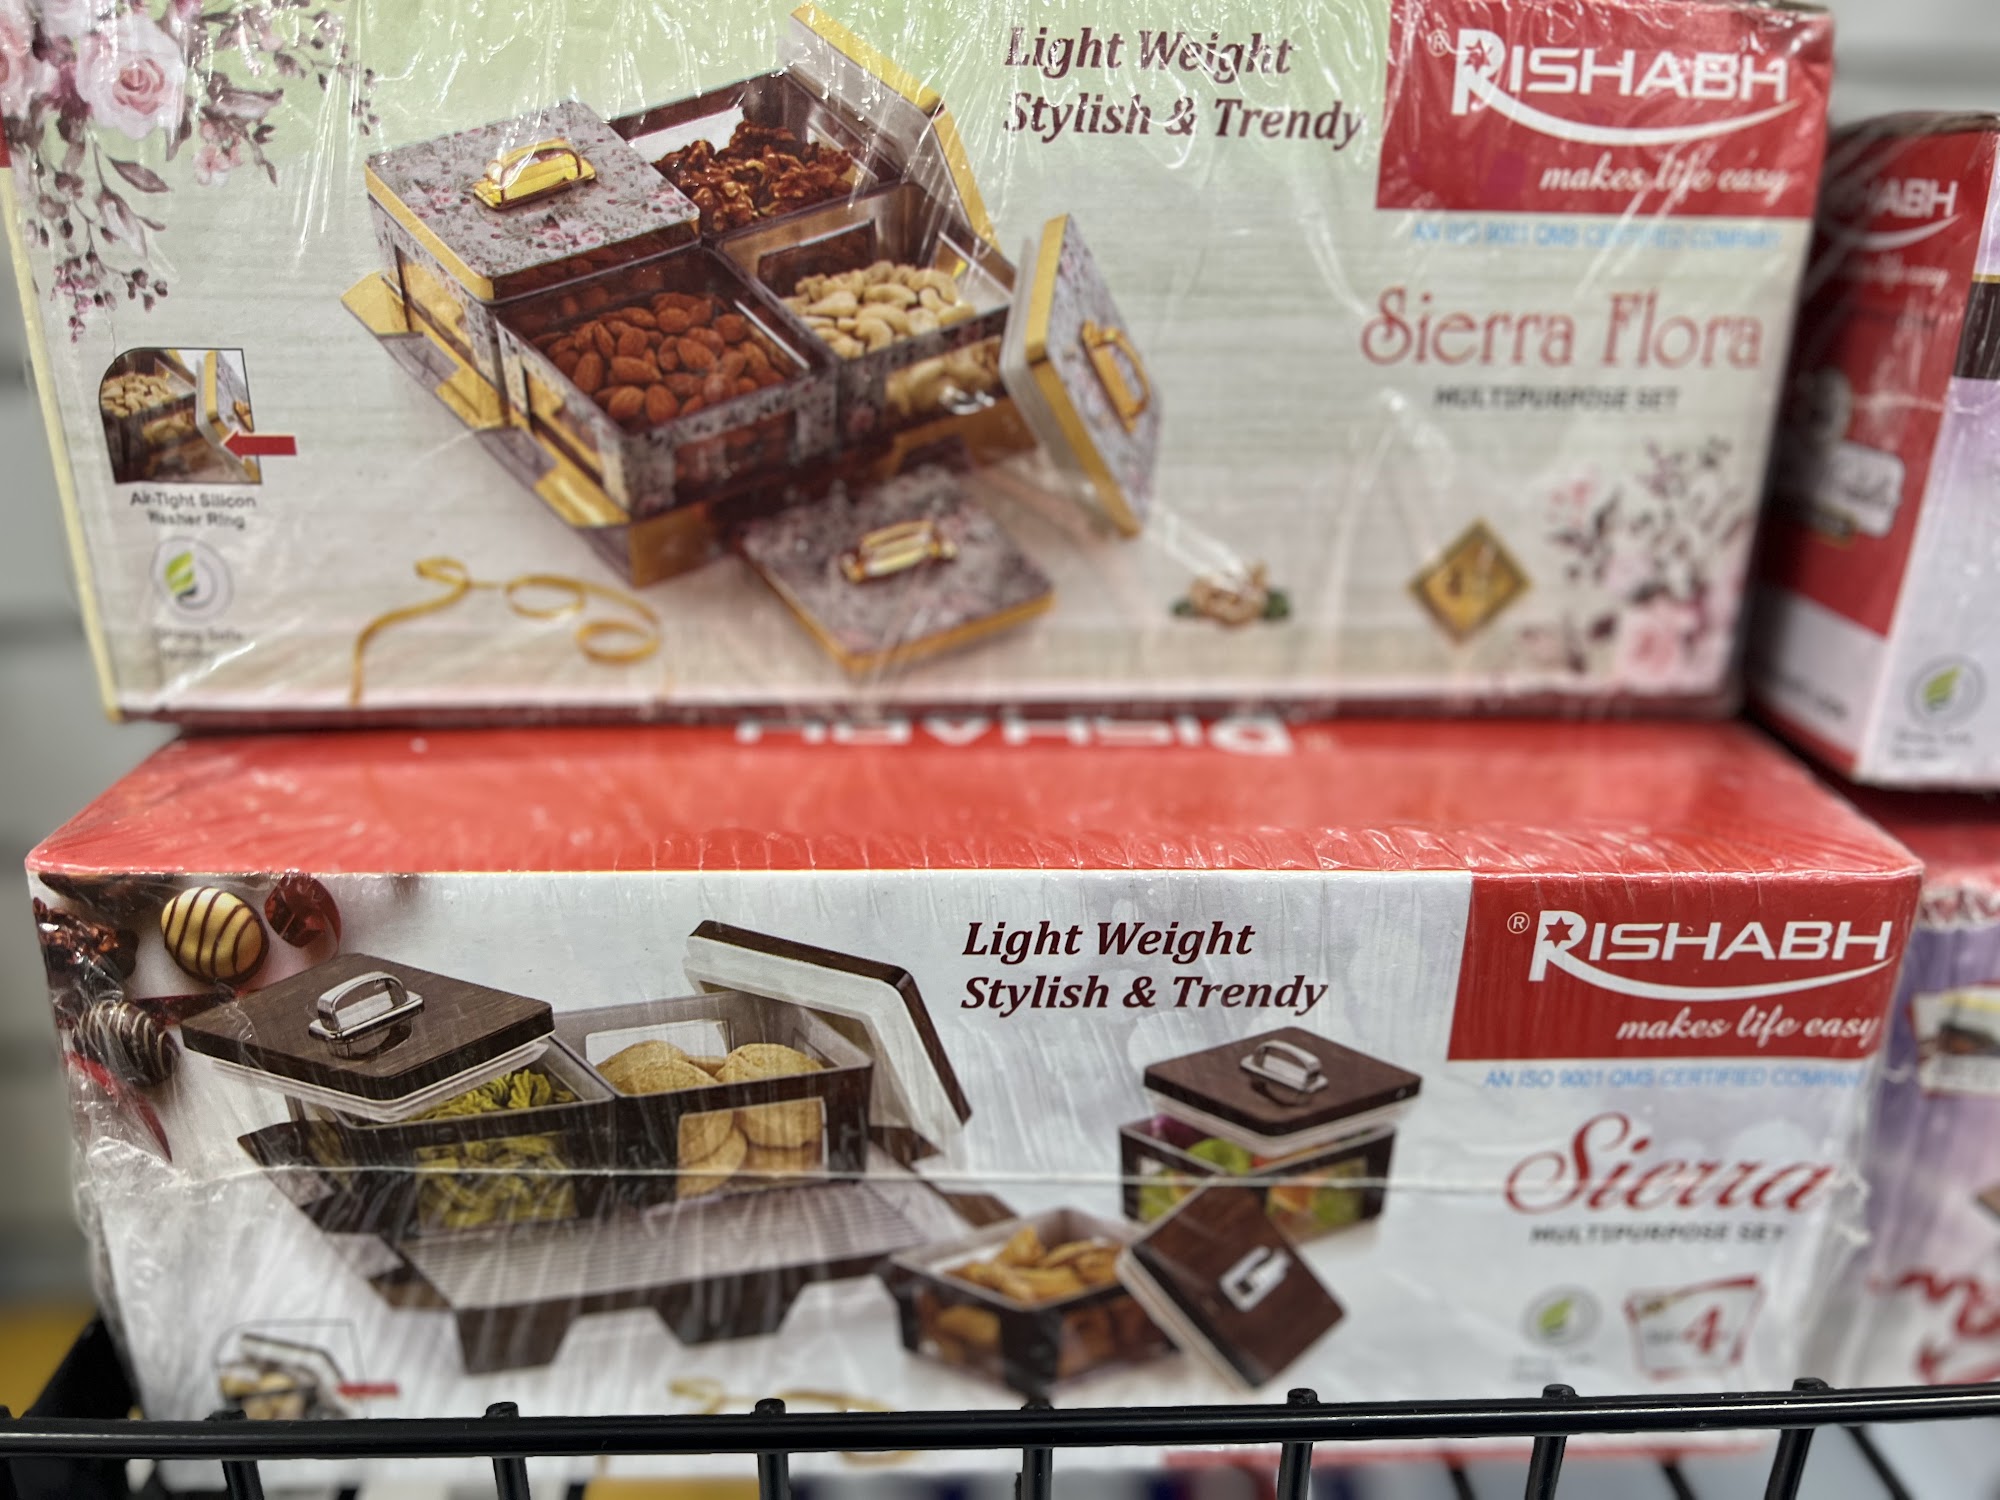 Light Weight
Stylish & Trendy
® RISHABH
makes life easy
AN ISO 9001 QMS CERTIFIED COMPANY
Sierra Flora
MULTIPURPOSE SET
Air-Tight Silicon
Washer Ring
RISHABH
Light Weight
Stylish & Trendy
® RISHABH
makes life easy
AN ISO 9001 QMS CERTIFIED COMPANY
Sierra
MULTIPURPOSE SET
4